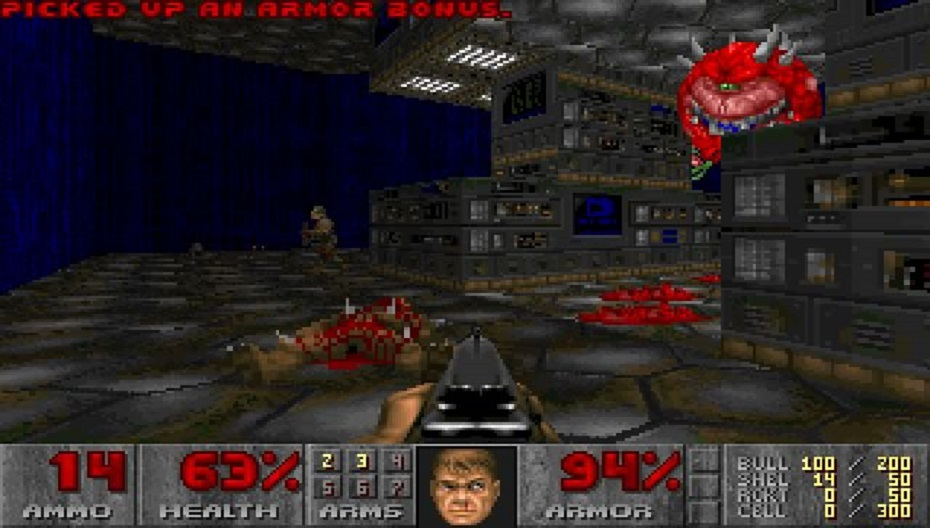 PICKED UP AN ARMOR BONUS.
14 63% 2 3 4 94% BULL 100 / 200
5 6 7 SHEL 14 / 50
RCKT 0 / 50
AMMO HEALTH ARMS ARMOR CELL 0 / 300